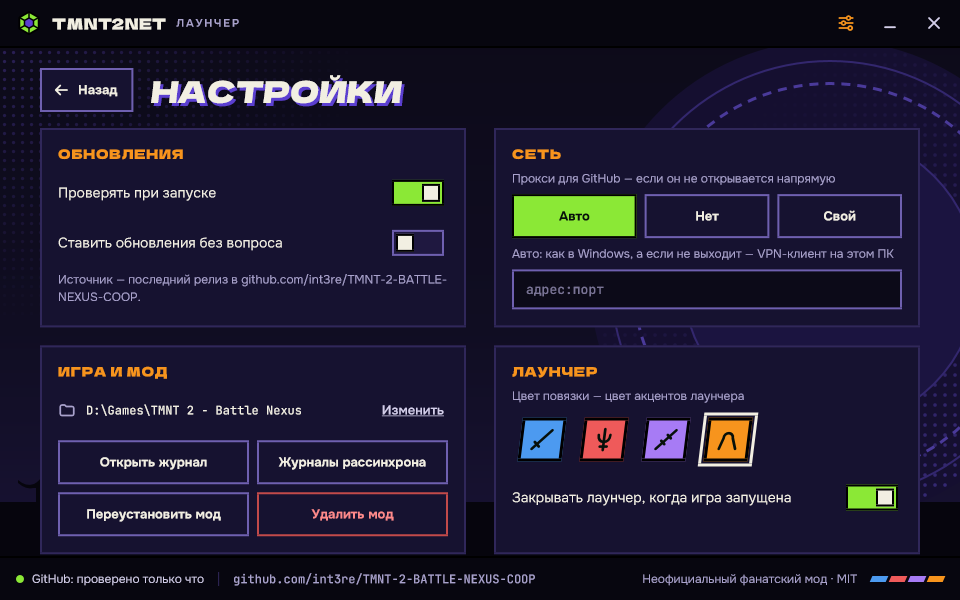 TMNT2NET ЛАУНЧЕР
Назад
НАСТРОЙКИ
ОБНОВЛЕНИЯ
Проверять при запуске
Ставить обновления без вопроса
Источник — последний релиз в github.com/int3re/TMNT-2-BATTLE-
NEXUS-COOP.
СЕТЬ
Прокси для GitHub — если он не открывается напрямую
Авто Нет Свой
Авто: как в Windows, а если не выходит — VPN-клиент на этом ПК
адрес:порт
ИГРА И МОД
D:\Games\TMNT 2 - Battle Nexus Изменить
Открыть журнал Журналы рассинхрона
Переустановить мод Удалить мод
ЛАУНЧЕР
Цвет повязки — цвет акцентов лаунчера
Закрывать лаунчер, когда игра запущена
GitHub: проверено только что github.com/int3re/TMNT-2-BATTLE-NEXUS-COOP Неофициальный фанатский мод · MIT